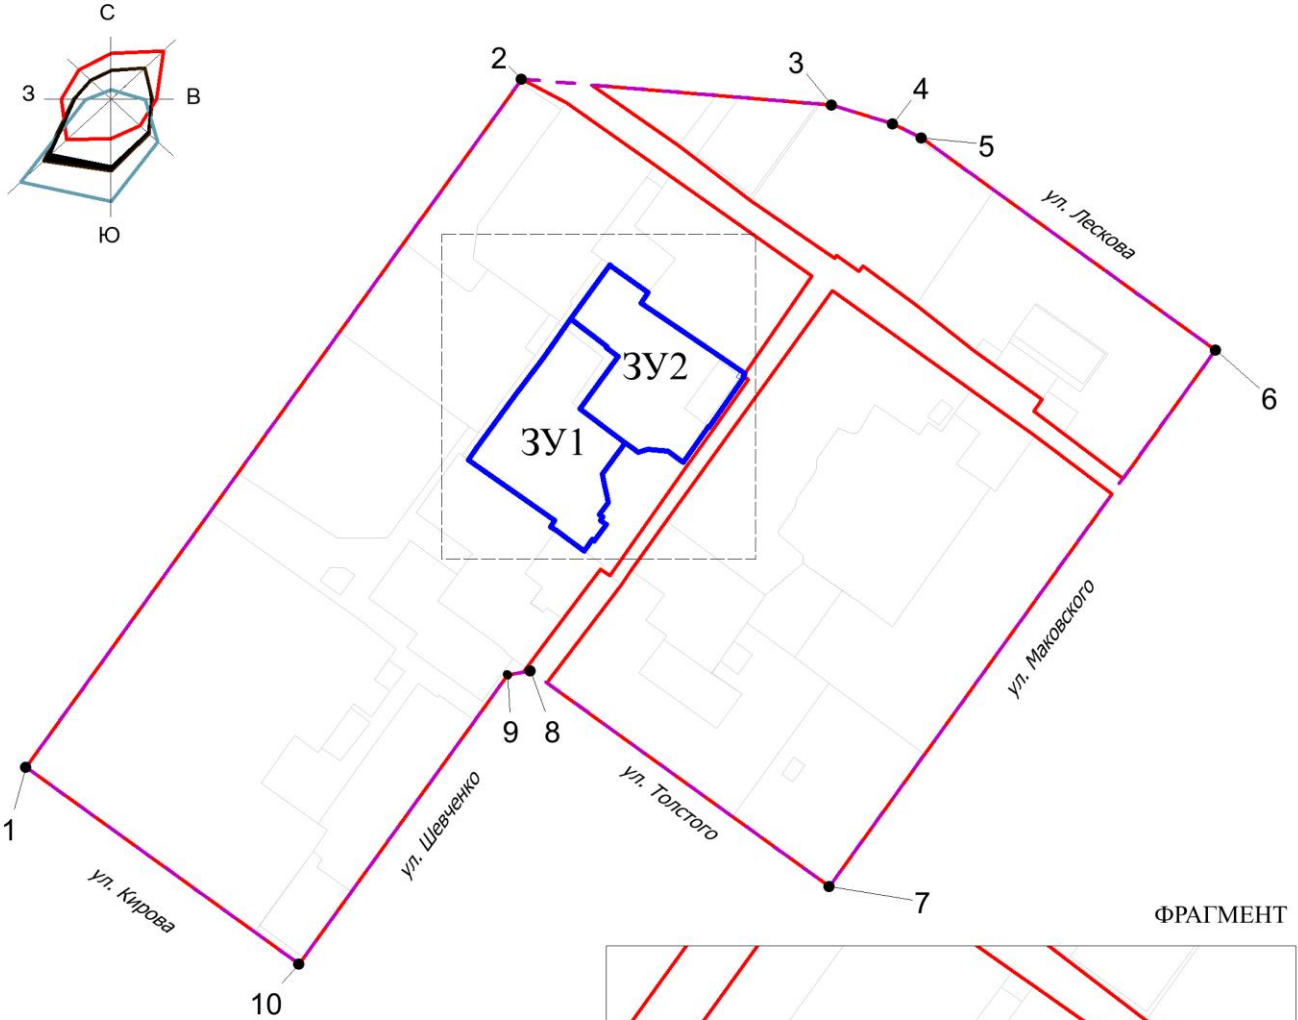 С
З
В
Ю
2
3
4
5
ул. Лескова
6
ЗУ2
ЗУ1
ул. Маковского
9
8
1
ул. Кирова
ул. Шевченко
ул. Толстого
7
ФРАГМЕНТ
10